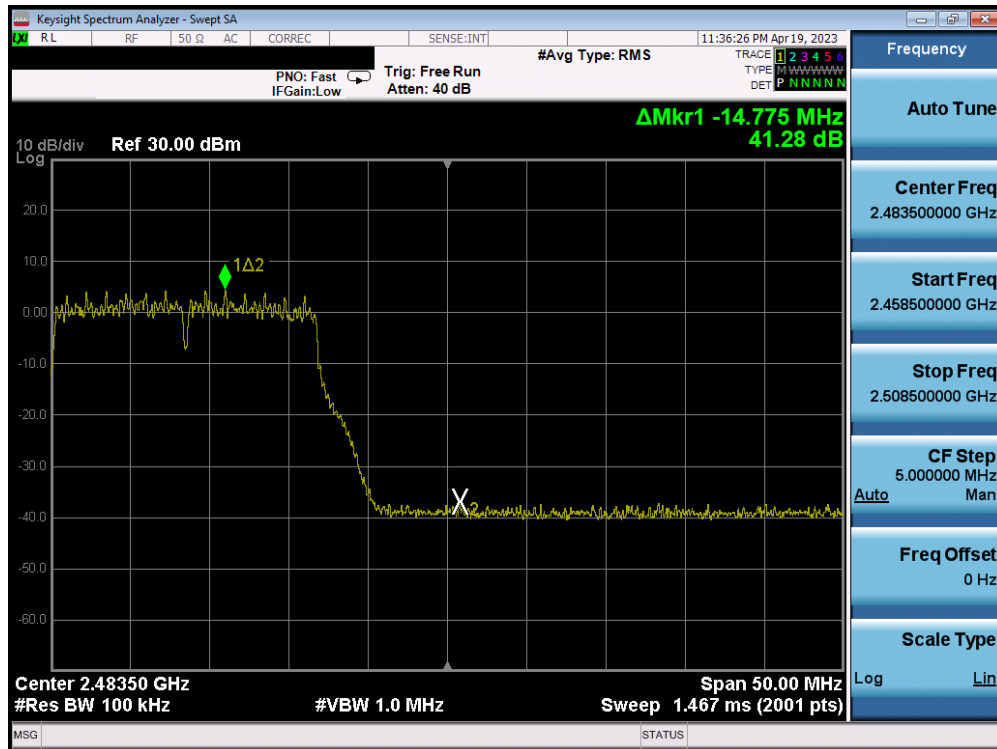 Keysight Spectrum Analyzer - Swept SA
LXI RL RF 50 Ω AC CORREC SENSE:INT 11:36:26 PM Apr 19, 2023
#Avg Type: RMS
TRACE 1 2 3 4 5 6
TYPE M W W W W W
DET P N N N N N
PNO: Fast
IFGain:Low
Trig: Free Run
Atten: 40 dB
ΔMkr1 -14.775 MHz
41.28 dB
10 dB/div
Log
Ref 30.00 dBm
20.0
10.0
0.00
-10.0
-20.0
-30.0
-40.0
-50.0
-60.0
1Δ2
X2
Center 2.48350 GHz
Span 50.00 MHz
#Res BW 100 kHz
#VBW 1.0 MHz
Sweep 1.467 ms (2001 pts)
MSG
STATUS
Frequency
Auto Tune
Center Freq
2.483500000 GHz
Start Freq
2.458500000 GHz
Stop Freq
2.508500000 GHz
CF Step
5.000000 MHz
Auto Man
Freq Offset
0 Hz
Scale Type
Log Lin